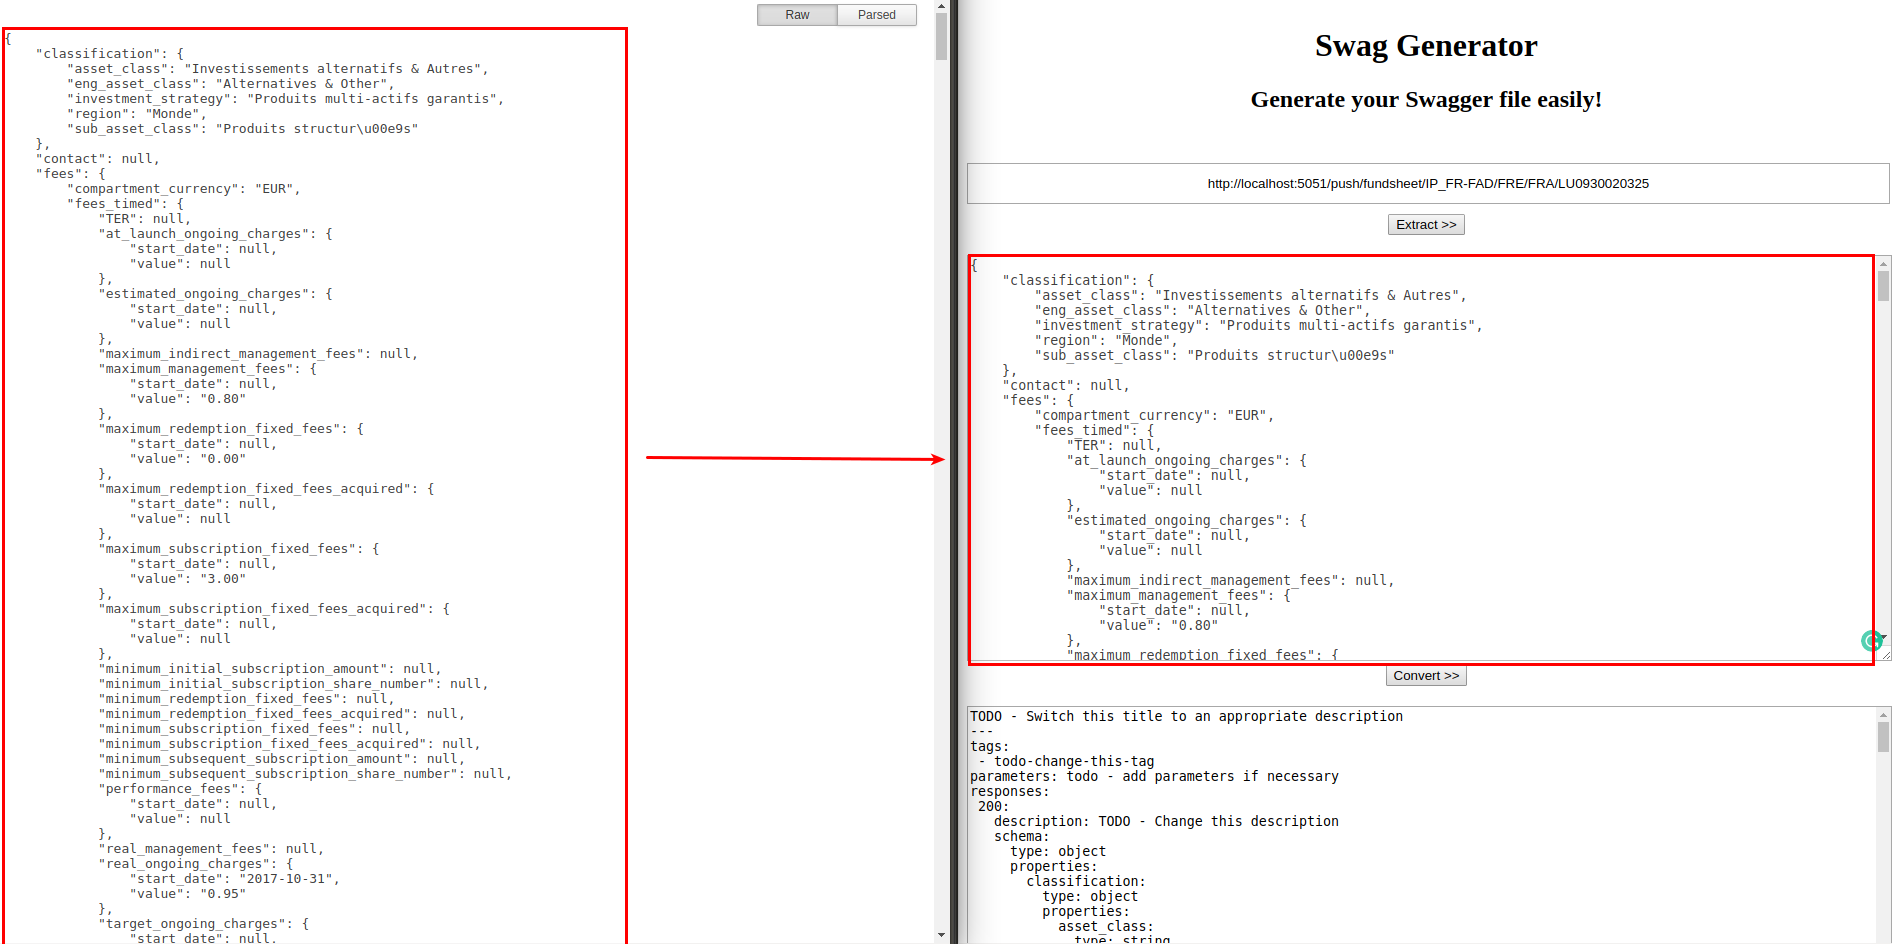 Raw
Parsed
{
    "classification": {
        "asset_class": "Investissements alternatifs & Autres",
        "eng_asset_class": "Alternatives & Other",
        "investment_strategy": "Produits multi-actifs garantis",
        "region": "Monde",
        "sub_asset_class": "Produits structur\u00e9s"
    },
    "contact": null,
    "fees": {
        "compartment_currency": "EUR",
        "fees_timed": {
            "TER": null,
            "at_launch_ongoing_charges": {
                "start_date": null,
                "value": null
            },
            "estimated_ongoing_charges": {
                "start_date": null,
                "value": null
            },
            "maximum_indirect_management_fees": null,
            "maximum_management_fees": {
                "start_date": null,
                "value": "0.80"
            },
            "maximum_redemption_fixed_fees": {
                "start_date": null,
                "value": "0.00"
            },
            "maximum_redemption_fixed_fees_acquired": {
                "start_date": null,
                "value": null
            },
            "maximum_subscription_fixed_fees": {
                "start_date": null,
                "value": "3.00"
            },
            "maximum_subscription_fixed_fees_acquired": {
                "start_date": null,
                "value": null
            },
            "minimum_initial_subscription_amount": null,
            "minimum_initial_subscription_share_number": null,
            "minimum_redemption_fixed_fees": null,
            "minimum_redemption_fixed_fees_acquired": null,
            "minimum_subscription_fixed_fees": null,
            "minimum_subscription_fixed_fees_acquired": null,
            "minimum_subsequent_subscription_amount": null,
            "minimum_subsequent_subscription_share_number": null,
            "performance_fees": {
                "start_date": null,
                "value": null
            },
            "real_management_fees": null,
            "real_ongoing_charges": {
                "start_date": "2017-10-31",
                "value": "0.95"
            },
            "target_ongoing_charges": {
                "start_date": null,
Swag Generator
Generate your Swagger file easily!
http://localhost:5051/push/fundsheet/IP_FR-FAD/FRE/FRA/LU0930020325
Extract >>
{
    "classification": {
        "asset_class": "Investissements alternatifs & Autres",
        "eng_asset_class": "Alternatives & Other",
        "investment_strategy": "Produits multi-actifs garantis",
        "region": "Monde",
        "sub_asset_class": "Produits structur\u00e9s"
    },
    "contact": null,
    "fees": {
        "compartment_currency": "EUR",
        "fees_timed": {
            "TER": null,
            "at_launch_ongoing_charges": {
                "start_date": null,
                "value": null
            },
            "estimated_ongoing_charges": {
                "start_date": null,
                "value": null
            },
            "maximum_indirect_management_fees": null,
            "maximum_management_fees": {
                "start_date": null,
                "value": "0.80"
            },
            "maximum_redemption_fixed_fees": {
Convert >>
TODO - Switch this title to an appropriate description
---
tags:
 - todo-change-this-tag
parameters: todo - add parameters if necessary
responses:
 200:
   description: TODO - Change this description
   schema:
     type: object
     properties:
       classification:
         type: object
         properties:
           asset_class:
             type: string